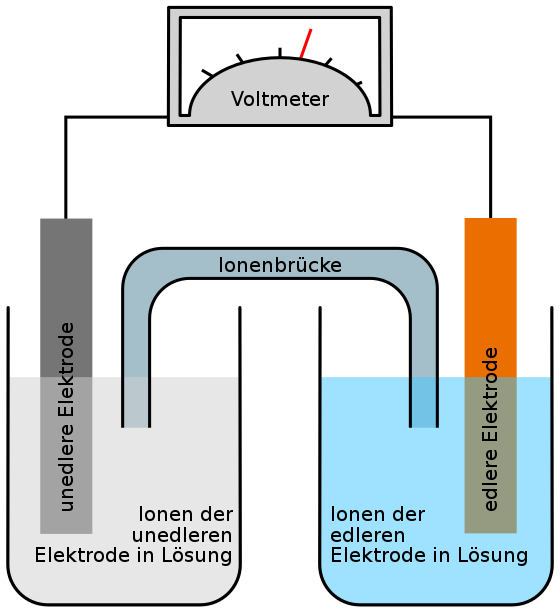 Voltmeter
Ionenbrücke
unedlere Elektrode
edlere Elektrode
Ionen der
unedleren
Elektrode in Lösung
Ionen der
edleren
Elektrode in Lösung